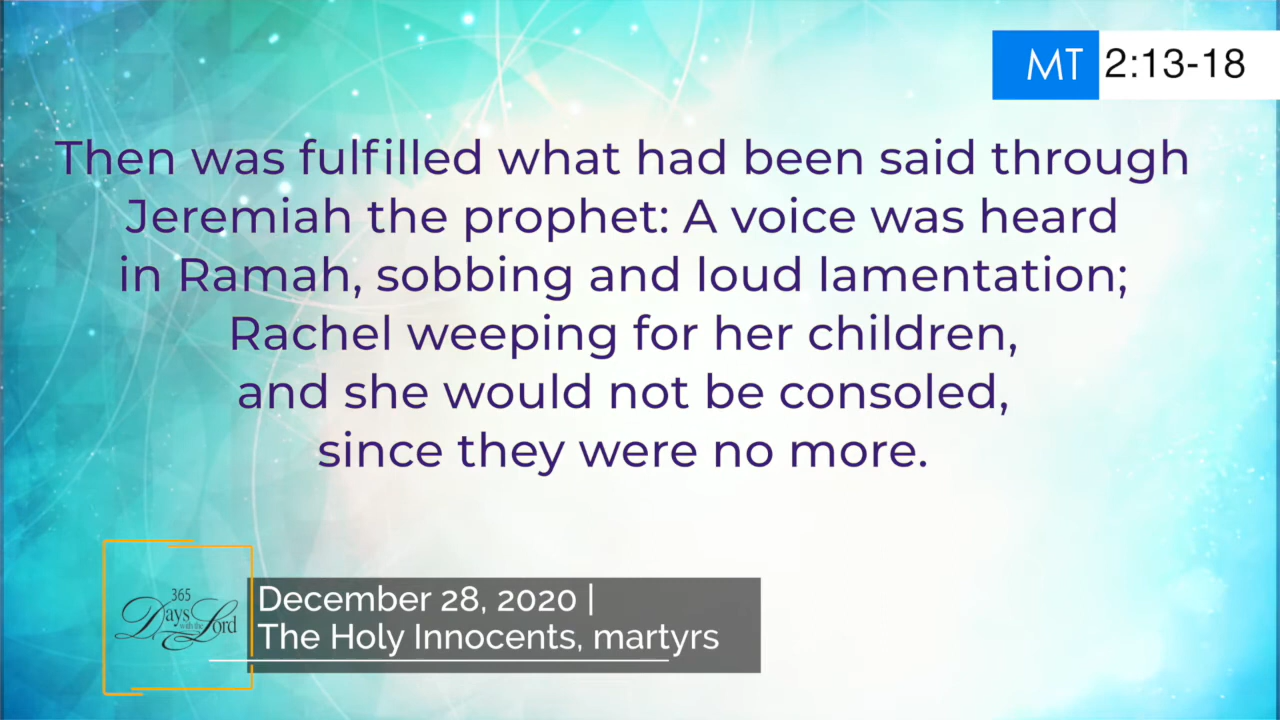 MT 2:13-18
Then was fulfilled what had been said through
Jeremiah the prophet: A voice was heard
in Ramah, sobbing and loud lamentation;
Rachel weeping for her children,
and she would not be consoled,
since they were no more.
365
Days with the Lord
December 28, 2020 |
The Holy Innocents, martyrs